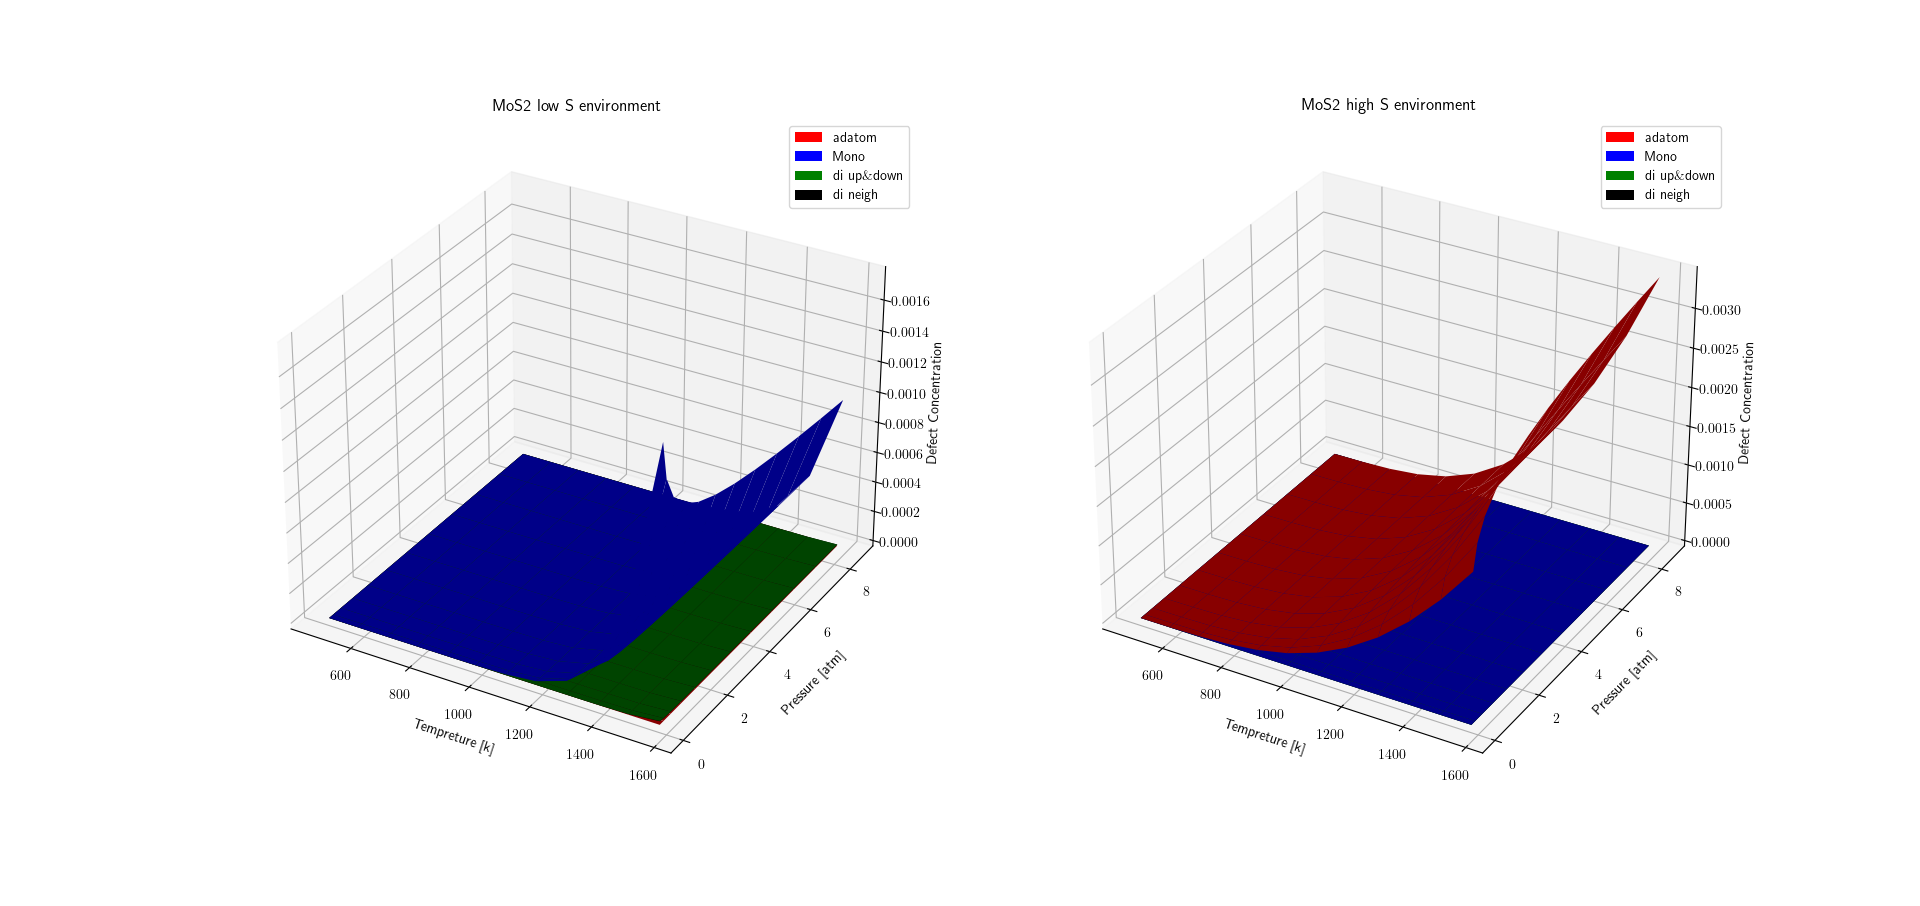 MoS2 low S environment
adatom
Mono
di up&down
di neigh
0.0016
0.0014
0.0012
0.0010
0.0008
0.0006
0.0004
0.0002
0.0000
Defect Concentration
8
6
4
2
0
Pressure [atm]
600
800
1000
1200
1400
1600
Tempreture [k]
MoS2 high S environment
adatom
Mono
di up&down
di neigh
0.0030
0.0025
0.0020
0.0015
0.0010
0.0005
0.0000
Defect Concentration
8
6
4
2
0
Pressure [atm]
600
800
1000
1200
1400
1600
Tempreture [k]